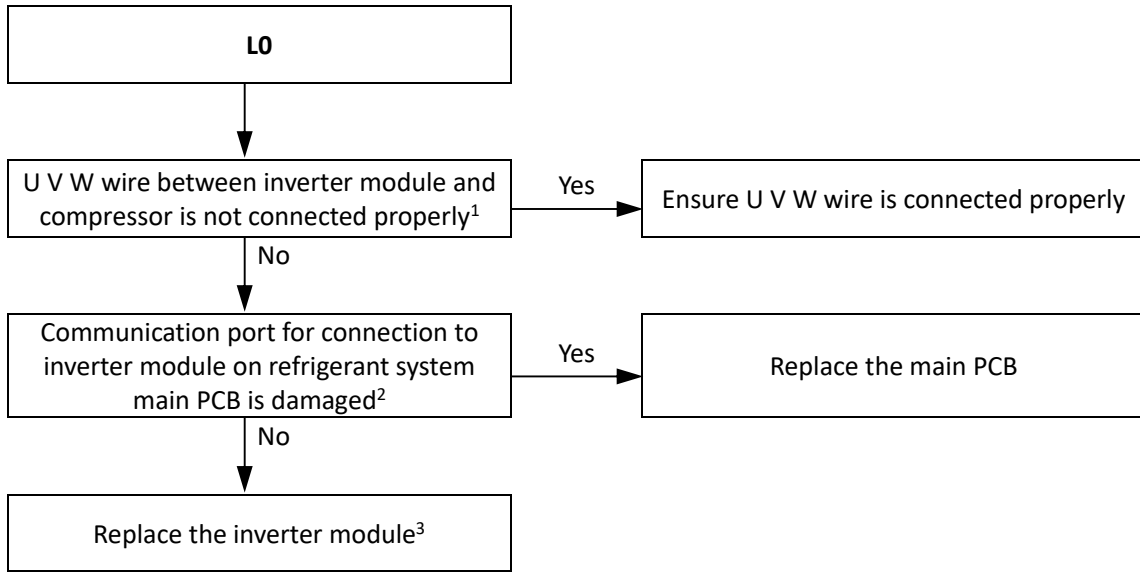 L0
U V W wire between inverter module and
compressor is not connected properly¹
Yes
Ensure U V W wire is connected properly
No
Communication port for connection to
inverter module on refrigerant system
main PCB is damaged²
Yes
Replace the main PCB
No
Replace the inverter module³